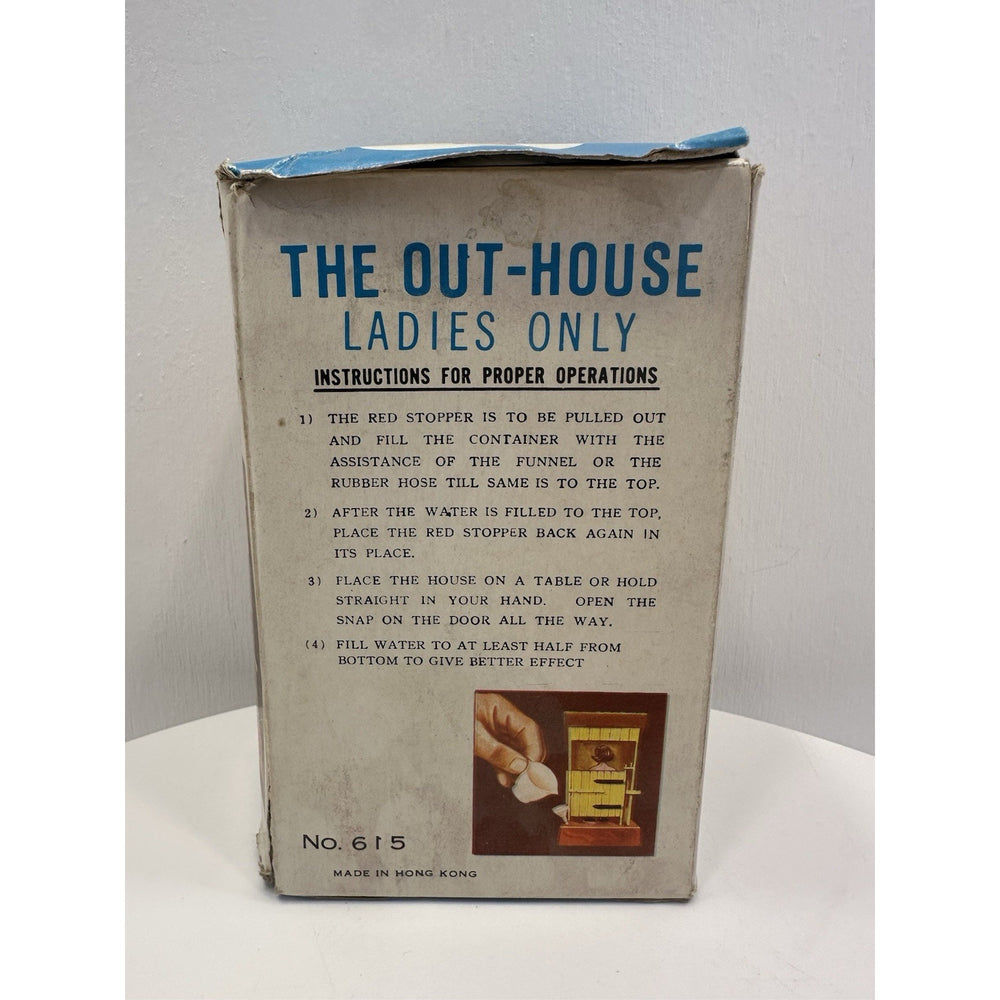 THE OUT-HOUSE
LADIES ONLY
INSTRUCTIONS FOR PROPER OPERATIONS
1) THE RED STOPPER IS TO BE PULLED OUT
AND FILL THE CONTAINER WITH THE
ASSISTANCE OF THE FUNNEL OR THE
RUBBER HOSE TILL SAME IS TO THE TOP.
2) AFTER THE WATER IS FILLED TO THE TOP,
PLACE THE RED STOPPER BACK AGAIN IN
ITS PLACE.
3) PLACE THE HOUSE ON A TABLE OR HOLD
STRAIGHT IN YOUR HAND. OPEN THE
SNAP ON THE DOOR ALL THE WAY.
(4) FILL WATER TO AT LEAST HALF FROM
BOTTOM TO GIVE BETTER EFFECT
No. 615
MADE IN HONG KONG